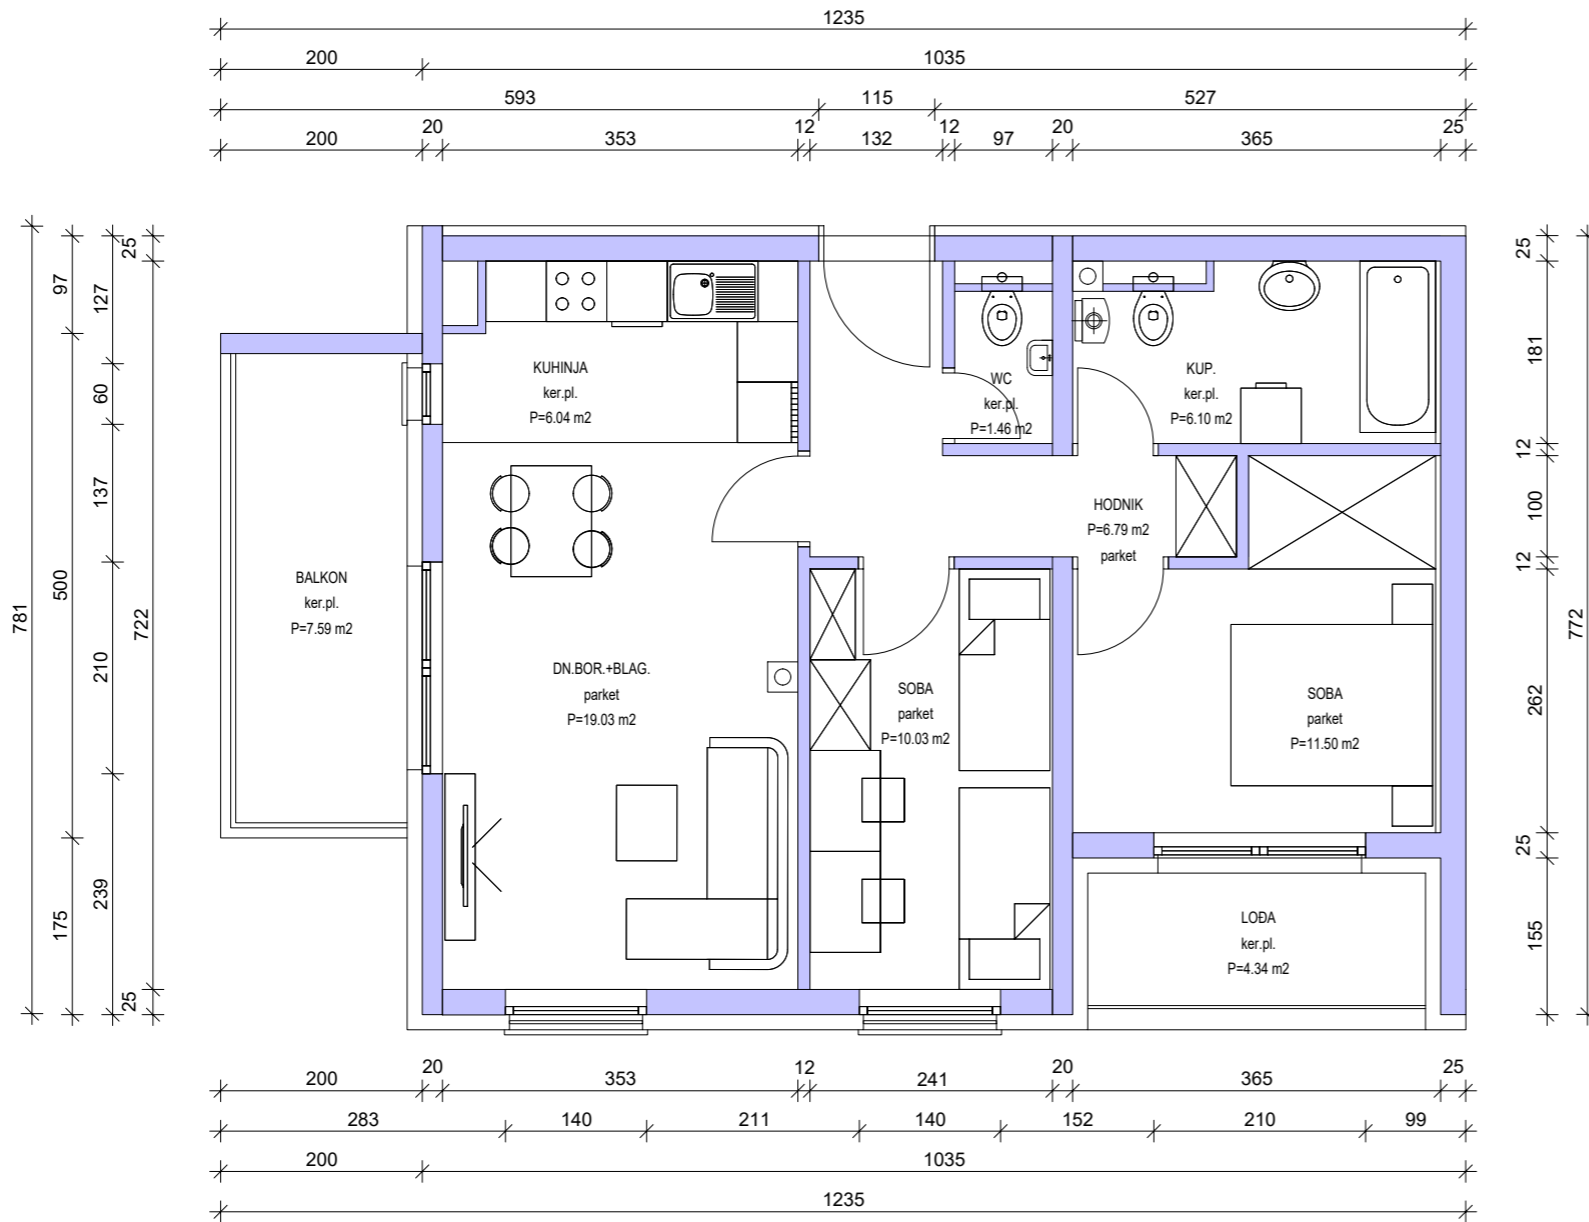 1235
200 1035
593 115 527
200 20 353 12 132 12 97 20 365 25
781
97 500 175
127 60 137 210 239
25 722 25
KUHINJA
ker.pl.
P=6.04 m2
WC
ker.pl.
P=1.46 m2
KUP.
ker.pl.
P=6.10 m2
HODNIK
P=6.79 m2
parket
BALKON
ker.pl.
P=7.59 m2
DN.BOR.+BLAG.
parket
P=19.03 m2
SOBA
parket
P=10.03 m2
SOBA
parket
P=11.50 m2
LOĐA
ker.pl.
P=4.34 m2
25 181 12 100 12 262 25 155
772
200 20 353 12 241 20 365 25
283 140 211 140 152 210 99
200 1035
1235